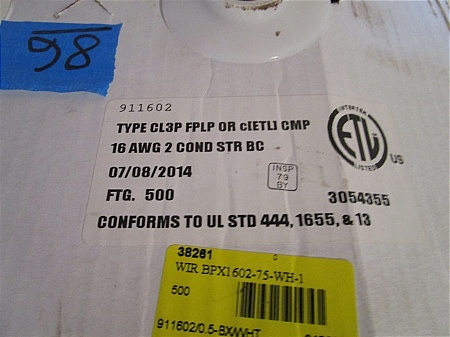 98
911602
TYPE CL3P FPLP OR c[ETL] CMP
16 AWG 2 COND STR BC
07/08/2014
INSP
79
BY
FTG. 500
INTERTEK
ETL
LISTED
US
3054355
CONFORMS TO UL STD 444, 1655, & 13
38261
WIR BPX1602-75-WH-1
500
911602/0.5-BXWHT